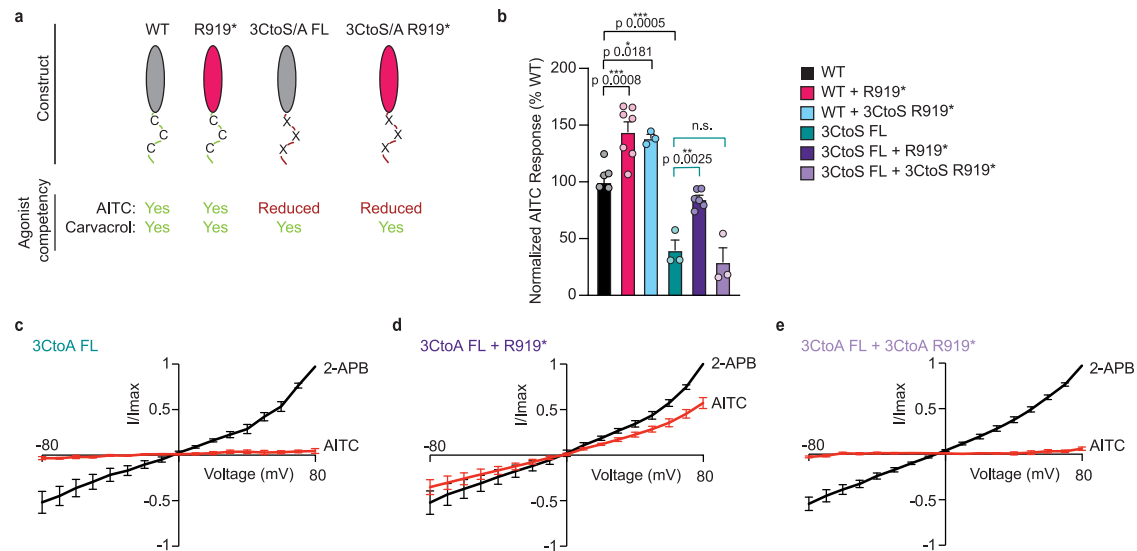 a
WT R919* 3CtoS/A FL 3CtoS/A R919*
Construct
C C X X
C C X X
C C X X
Agonist competency
AITC: Yes Yes Reduced Reduced
Carvacrol: Yes Yes Yes Yes
b
Normalized AITC Response (% WT)
200
150
100
50
0
***
p 0.0005
*
p 0.0181
***
p 0.0008
n.s.
**
p 0.0025
WT
WT + R919*
WT + 3CtoS R919*
3CtoS FL
3CtoS FL + R919*
3CtoS FL + 3CtoS R919*
c
3CtoA FL
I/Imax
1
0.5
-0.5
-1
-80
80
Voltage (mV)
2-APB
AITC
d
3CtoA FL + R919*
I/Imax
1
0.5
-0.5
-1
-80
80
Voltage (mV)
2-APB
AITC
e
3CtoA FL + 3CtoA R919*
I/Imax
1
0.5
-0.5
-1
-80
80
Voltage (mV)
2-APB
AITC